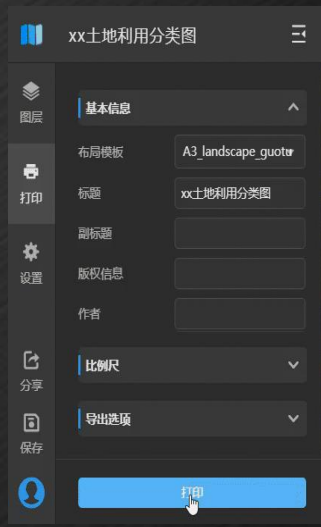 xx土地利用分类图
图层
打印
设置
分享
保存
基本信息
布局模板 A3_landscape_guotu
标题 xx土地利用分类图
副标题
版权信息
作者
比例尺
导出选项
打印